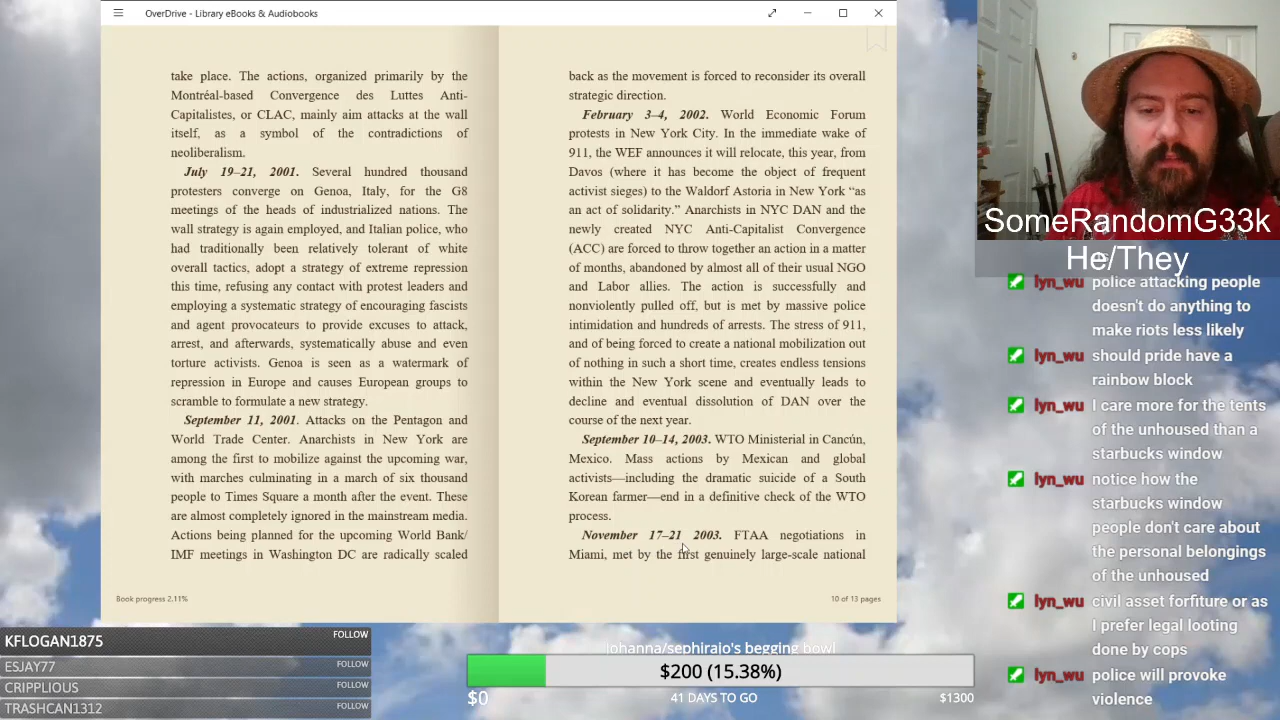 OverDrive - Library eBooks & Audiobooks
take place. The actions, organized primarily by the
Montréal-based Convergence des Luttes Anti-
Capitalistes, or CLAC, mainly aim attacks at the wall
itself, as a symbol of the contradictions of
neoliberalism.
July 19–21, 2001. Several hundred thousand
protesters converge on Genoa, Italy, for the G8
meetings of the heads of industrialized nations. The
wall strategy is again employed, and Italian police, who
had traditionally been relatively tolerant of white
overall tactics, adopt a strategy of extreme repression
this time, refusing any contact with protest leaders and
employing a systematic strategy of encouraging fascists
and agent provocateurs to provide excuses to attack,
arrest, and afterwards, systematically abuse and even
torture activists. Genoa is seen as a watermark of
repression in Europe and causes European groups to
scramble to formulate a new strategy.
September 11, 2001. Attacks on the Pentagon and
World Trade Center. Anarchists in New York are
among the first to mobilize against the upcoming war,
with marches culminating in a march of six thousand
people to Times Square a month after the event. These
are almost completely ignored in the mainstream media.
Actions being planned for the upcoming World Bank/
IMF meetings in Washington DC are radically scaled
Book progress 2.11%
back as the movement is forced to reconsider its overall
strategic direction.
February 3–4, 2002. World Economic Forum
protests in New York City. In the immediate wake of
911, the WEF announces it will relocate, this year, from
Davos (where it has become the object of frequent
activist sieges) to the Waldorf Astoria in New York “as
an act of solidarity.” Anarchists in NYC DAN and the
newly created NYC Anti-Capitalist Convergence
(ACC) are forced to throw together an action in a matter
of months, abandoned by almost all of their usual NGO
and Labor allies. The action is successfully and
nonviolently pulled off, but is met by massive police
intimidation and hundreds of arrests. The stress of 911,
and of being forced to create a national mobilization out
of nothing in such a short time, creates endless tensions
within the New York scene and eventually leads to
decline and eventual dissolution of DAN over the
course of the next year.
September 10–14, 2003. WTO Ministerial in Cancún,
Mexico. Mass actions by Mexican and global
activists—including the dramatic suicide of a South
Korean farmer—end in a definitive check of the WTO
process.
November 17–21 2003. FTAA negotiations in
Miami, met by the first genuinely large-scale national
10 of 13 pages
SomeRandomG33k
He/They
lyn_wu police attacking people
doesn't do anything to
make riots less likely
lyn_wu should pride have a
rainbow block
lyn_wu I care more for the tents
of the unhoused than a
starbucks window
lyn_wu notice how the
starbucks window
people don't care about
the personal belongings
of the unhoused
lyn_wu civil asset forfiture or as
I prefer legal looting
done by cops
lyn_wu police will provoke
violence
KFLOGAN1875 FOLLOW
ESJAY77 FOLLOW
CRIPPLIOUS FOLLOW
TRASHCAN1312 FOLLOW
johanna/sephiraio's begging bowl
$200 (15.38%)
$0 41 DAYS TO GO $1300